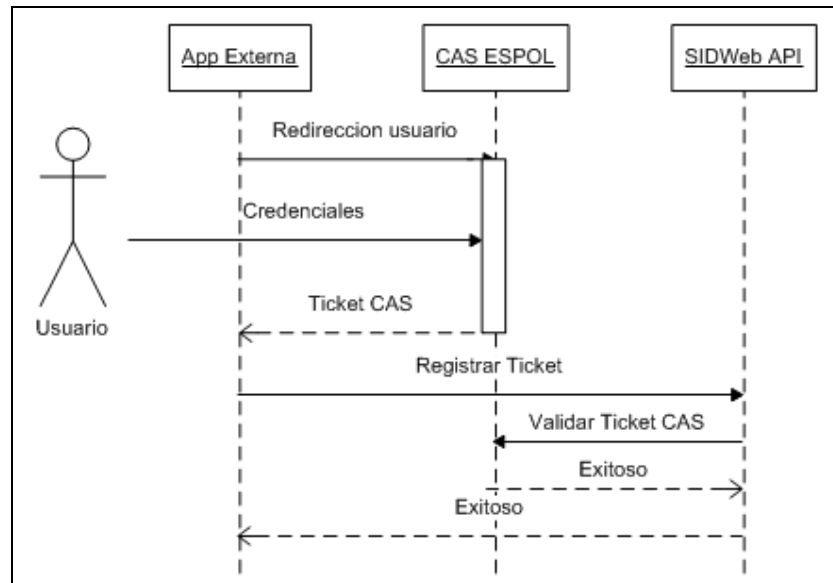 App Externa
CAS ESPOL
SIDWeb API
Redireccion usuario
Credenciales
Usuario
Ticket CAS
Registrar Ticket
Validar Ticket CAS
Exitoso
Exitoso